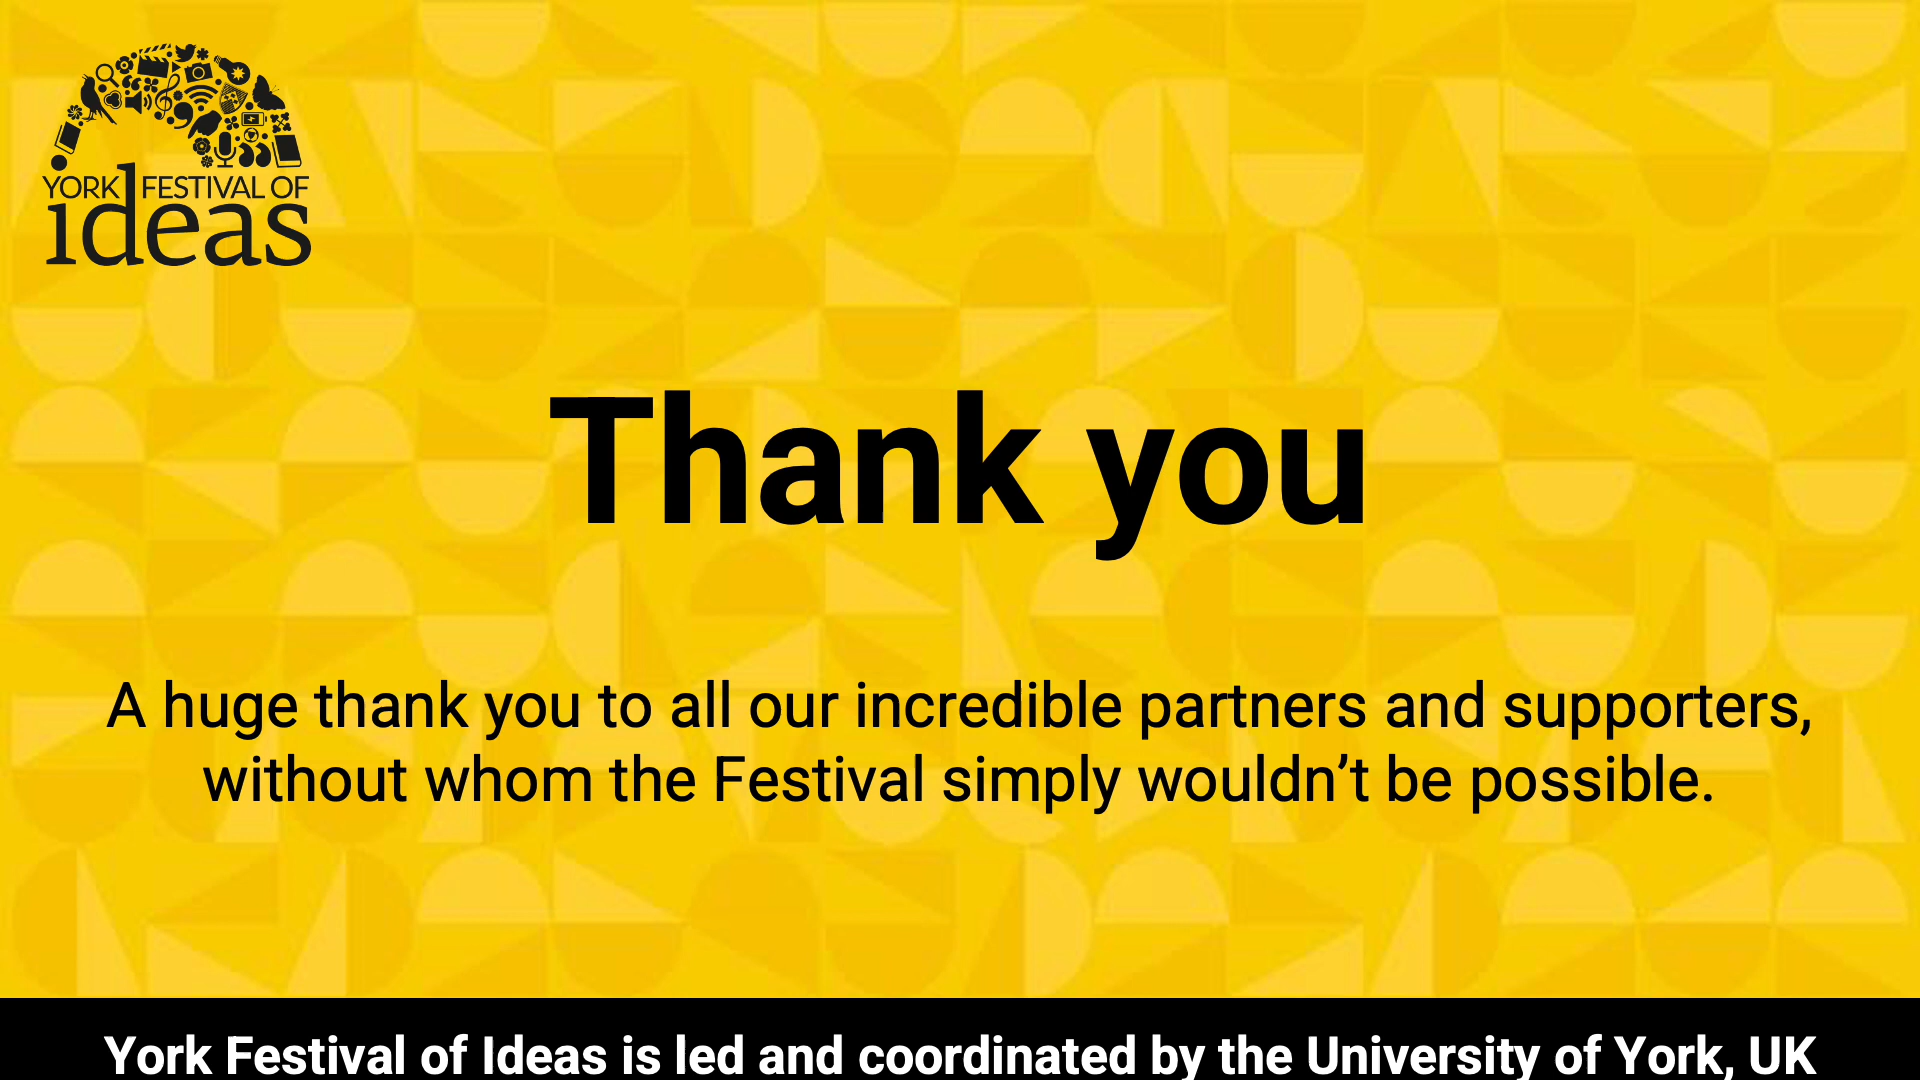 YORK FESTIVAL OF
ideas
Thank you
A huge thank you to all our incredible partners and supporters,
without whom the Festival simply wouldn’t be possible.
York Festival of Ideas is led and coordinated by the University of York, UK